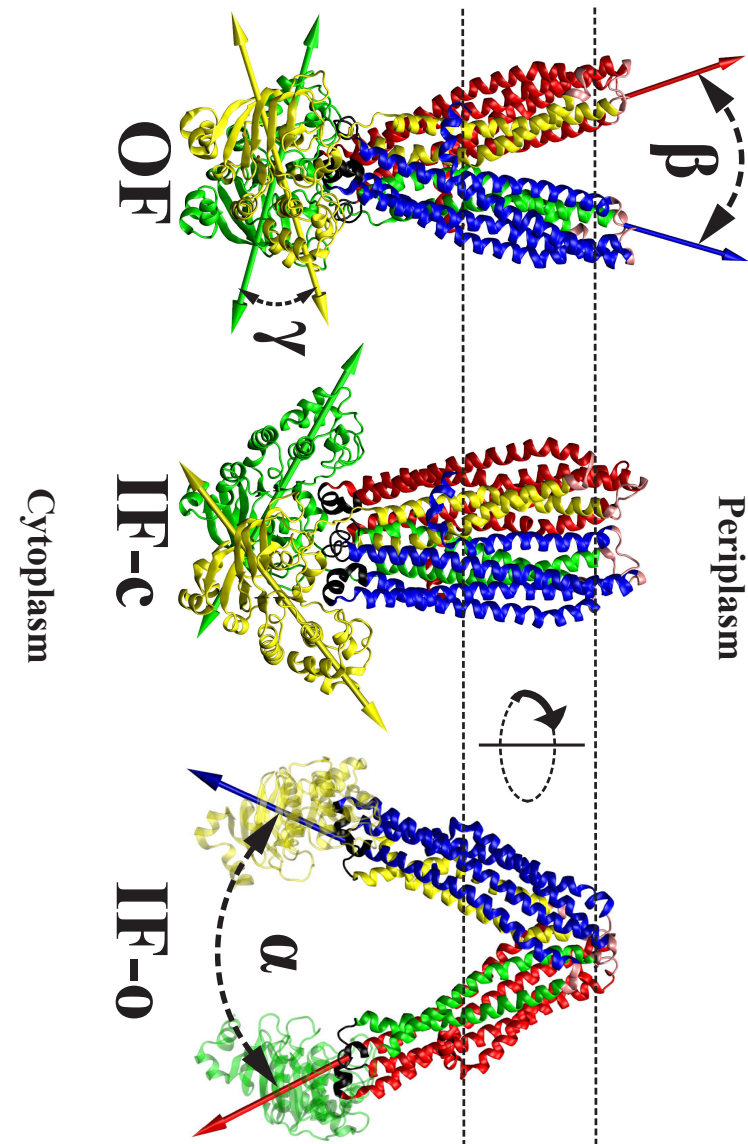 Periplasm
β
α
γ
OF
IF-c
IF-o
Cytoplasm